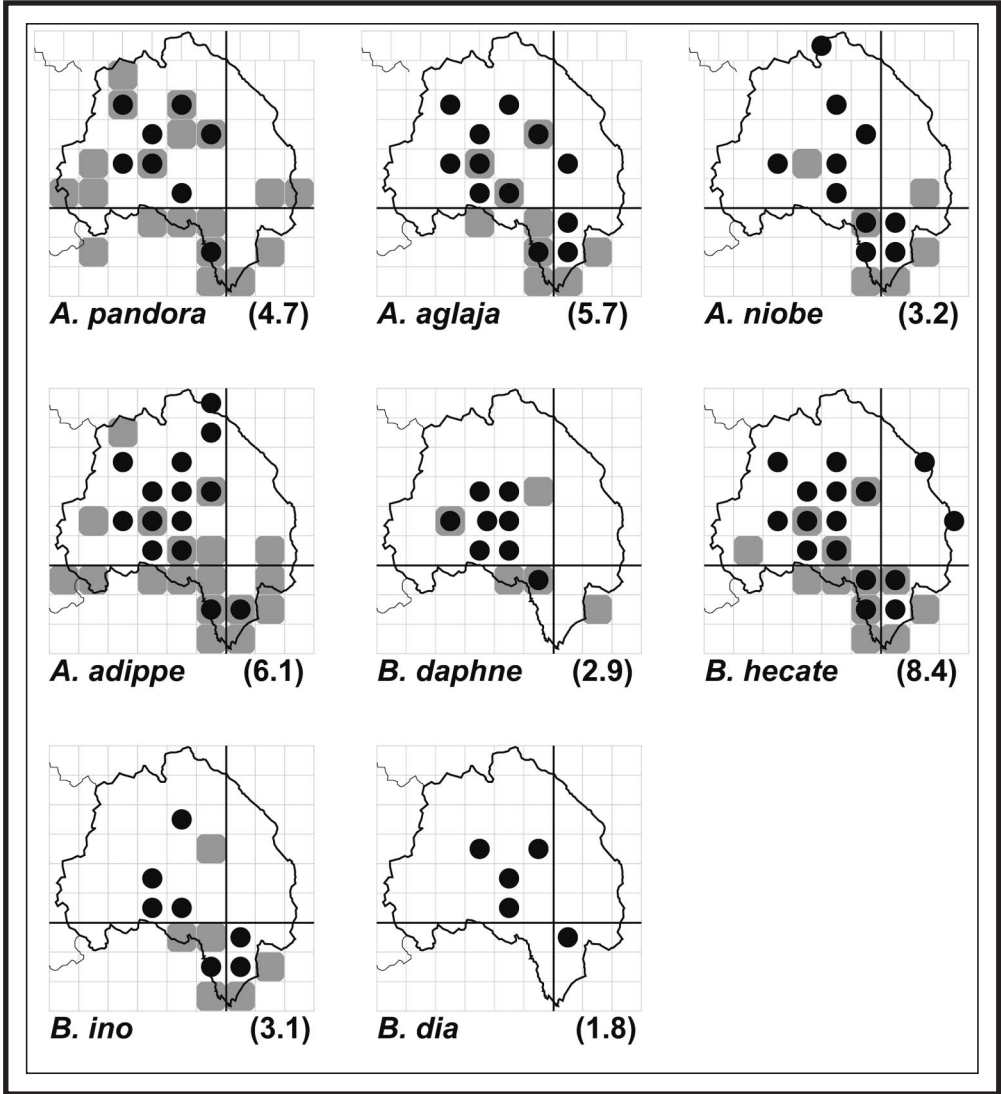 A. pandora (4.7) A. aglaja (5.7) A. niobe (3.2)
A. adippe (6.1) B. daphne (2.9) B. hecate (8.4)
B. ino (3.1) B. dia (1.8)